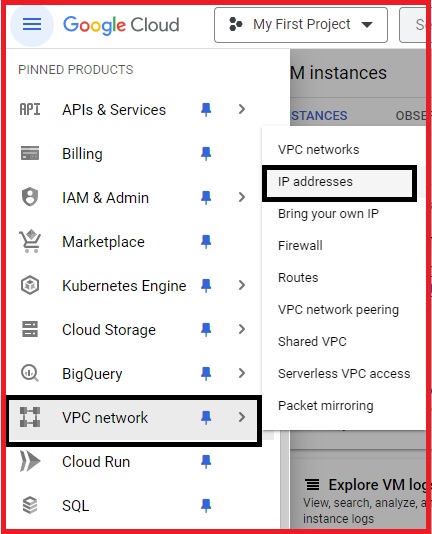 Google Cloud
My First Project
Se
PINNED PRODUCTS
API
APIs & Services
Billing
IAM & Admin
Marketplace
Kubernetes Engine
Cloud Storage
BigQuery
VPC network
Cloud Run
SQL
M instances
STANCES
OBSE
VPC networks
IP addresses
Bring your own IP
Firewall
Routes
VPC network peering
Shared VPC
Serverless VPC access
Packet mirroring
Explore VM logs
View, search, analyze, a
instance logs